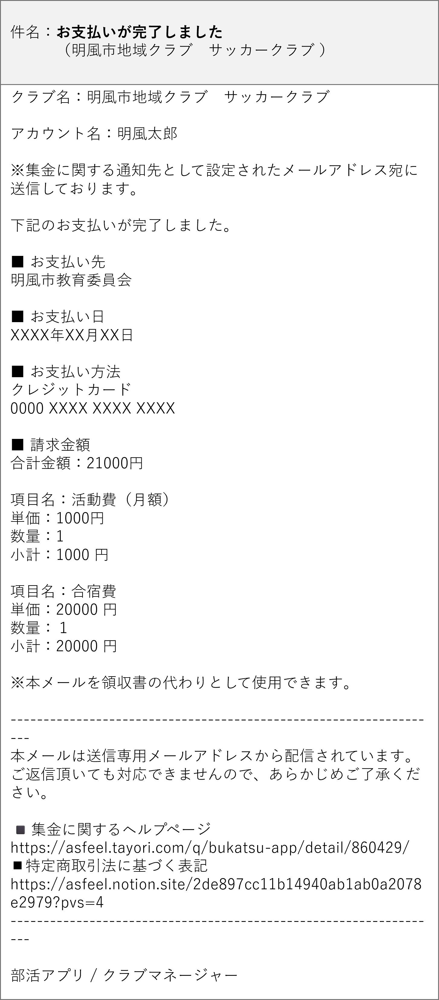 件名：お支払いが完了しました
（明風市地域クラブ　サッカークラブ ）
クラブ名：明風市地域クラブ　サッカークラブ
アカウント名：明風太郎
※集金に関する通知先として設定されたメールアドレス宛に
送信しております。
下記のお支払いが完了しました。
■ お支払い先
明風市教育委員会
■ お支払い日
XXXX年XX月XX日
■ お支払い方法
クレジットカード
0000 XXXX XXXX XXXX
■ 請求金額
合計金額：21000円
項目名：活動費（月額）
単価：1000円
数量：1
小計：1000 円
項目名：合宿費
単価：20000 円
数量： 1
小計：20000 円
※本メールを領収書の代わりとして使用できます。
-----------------------------------------------------------------
---
本メールは送信専用メールアドレスから配信されています。
ご返信頂いても対応できませんので、あらかじめご了承くだ
さい。
◾ 集金に関するヘルプページ
https://asfeel.tayori.com/q/bukatsu-app/detail/860429/
■特定商取引法に基づく表記
https://asfeel.notion.site/2de897cc11b14940ab1ab0a2078
e2979?pvs=4
-----------------------------------------------------------------
---
部活アプリ / クラブマネージャー